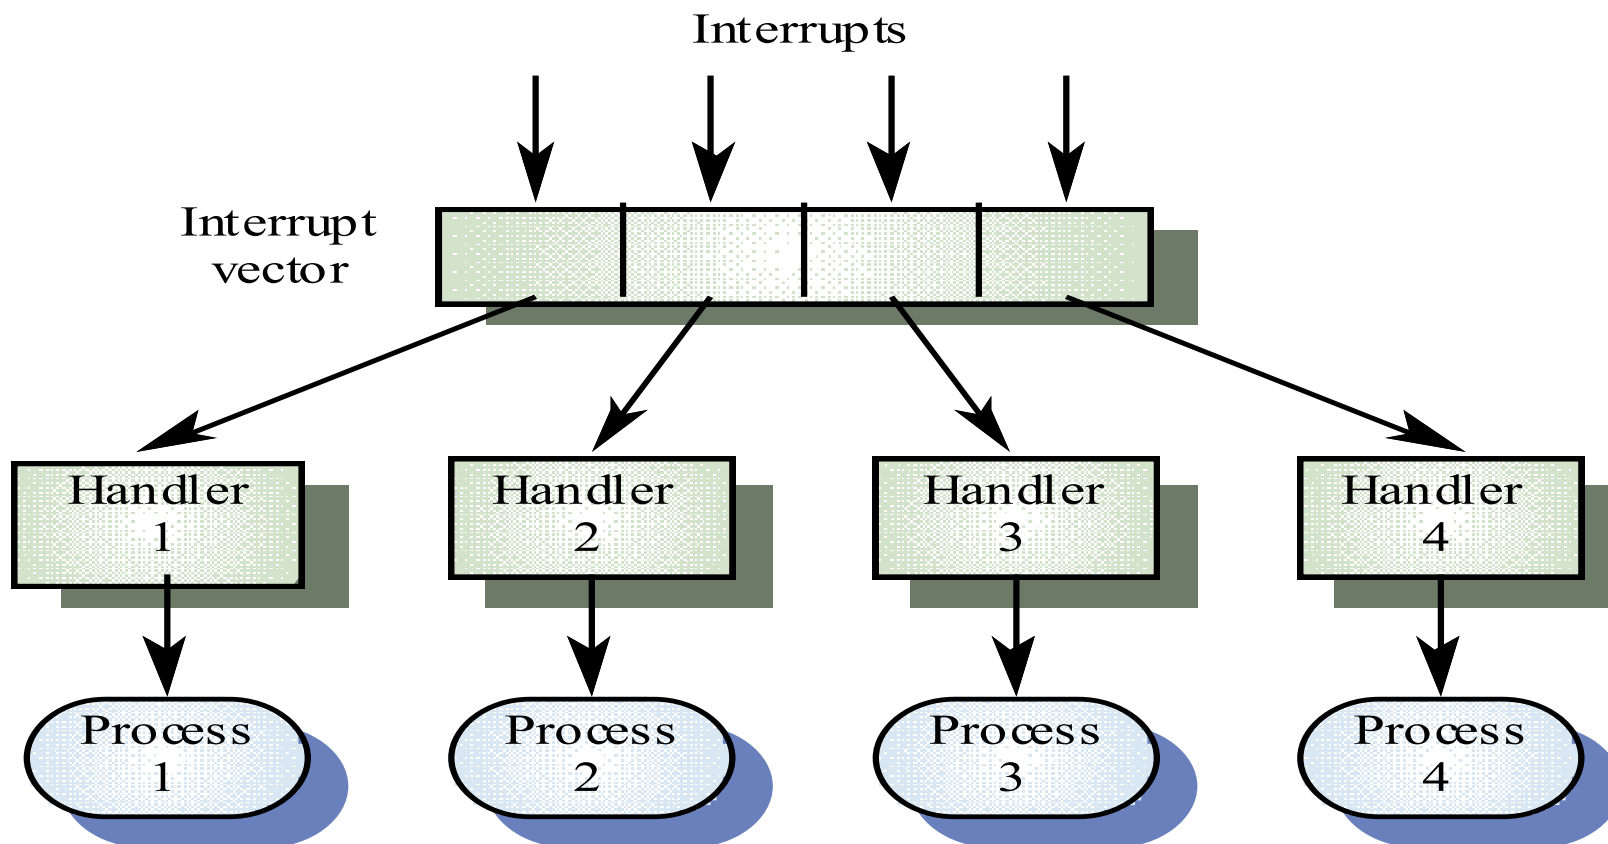 Interrupts
Interrupt
vector
Handler
1
Handler
2
Handler
3
Handler
4
Process
1
Process
2
Process
3
Process
4